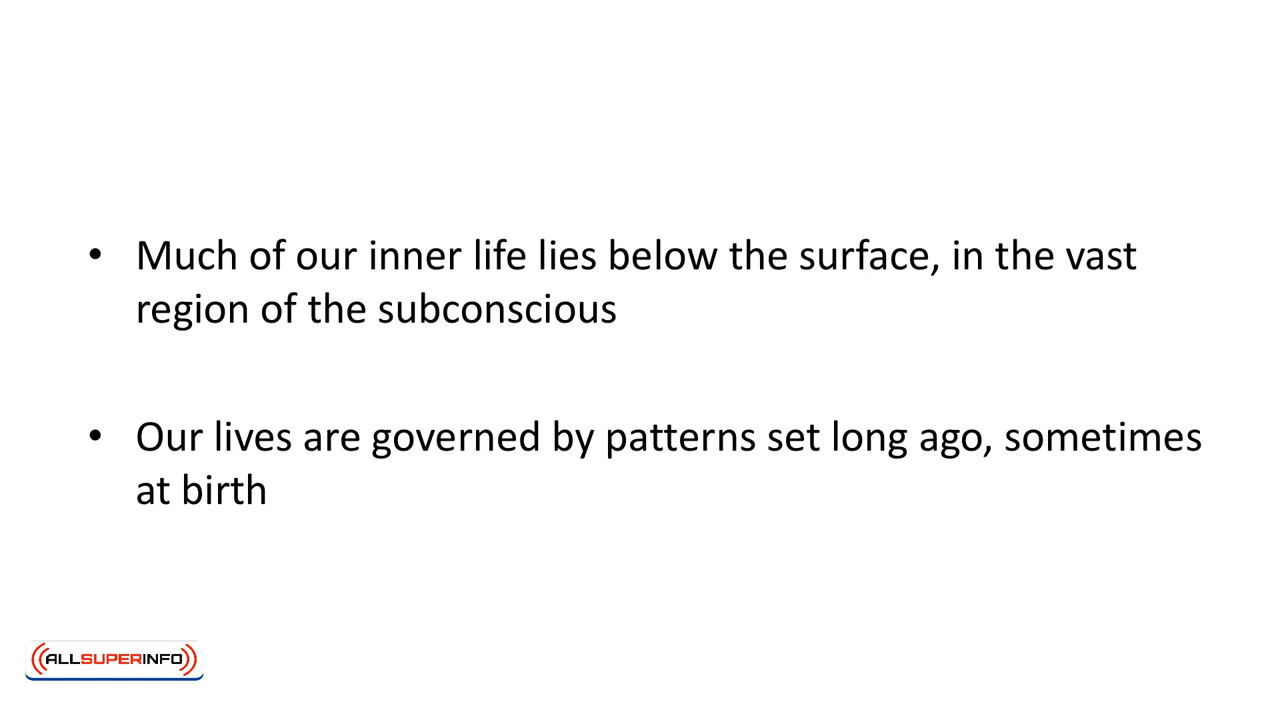 • Much of our inner life lies below the surface, in the vast
region of the subconscious
• Our lives are governed by patterns set long ago, sometimes
at birth
ALLSUPERINFO